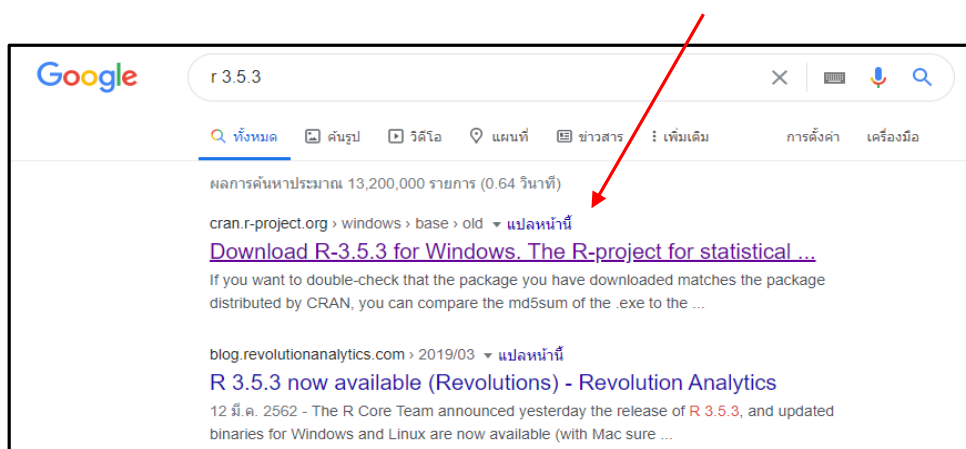 Google r 3.5.3
ทั้งหมด ค้นรูป วิดีโอ แผนที่ ข่าวสาร เพิ่มเติม การตั้งค่า เครื่องมือ
ผลการค้นหาประมาณ 13,200,000 รายการ (0.64 วินาที)
cran.r-project.org › windows › base › old แปลหน้านี้
Download R-3.5.3 for Windows. The R-project for statistical ...
If you want to double-check that the package you have downloaded matches the package
distributed by CRAN, you can compare the md5sum of the .exe to the ...
blog.revolutionanalytics.com › 2019/03 แปลหน้านี้
R 3.5.3 now available (Revolutions) - Revolution Analytics
12 มี.ค. 2562 - The R Core Team announced yesterday the release of R 3.5.3, and updated
binaries for Windows and Linux are now available (with Mac sure ...